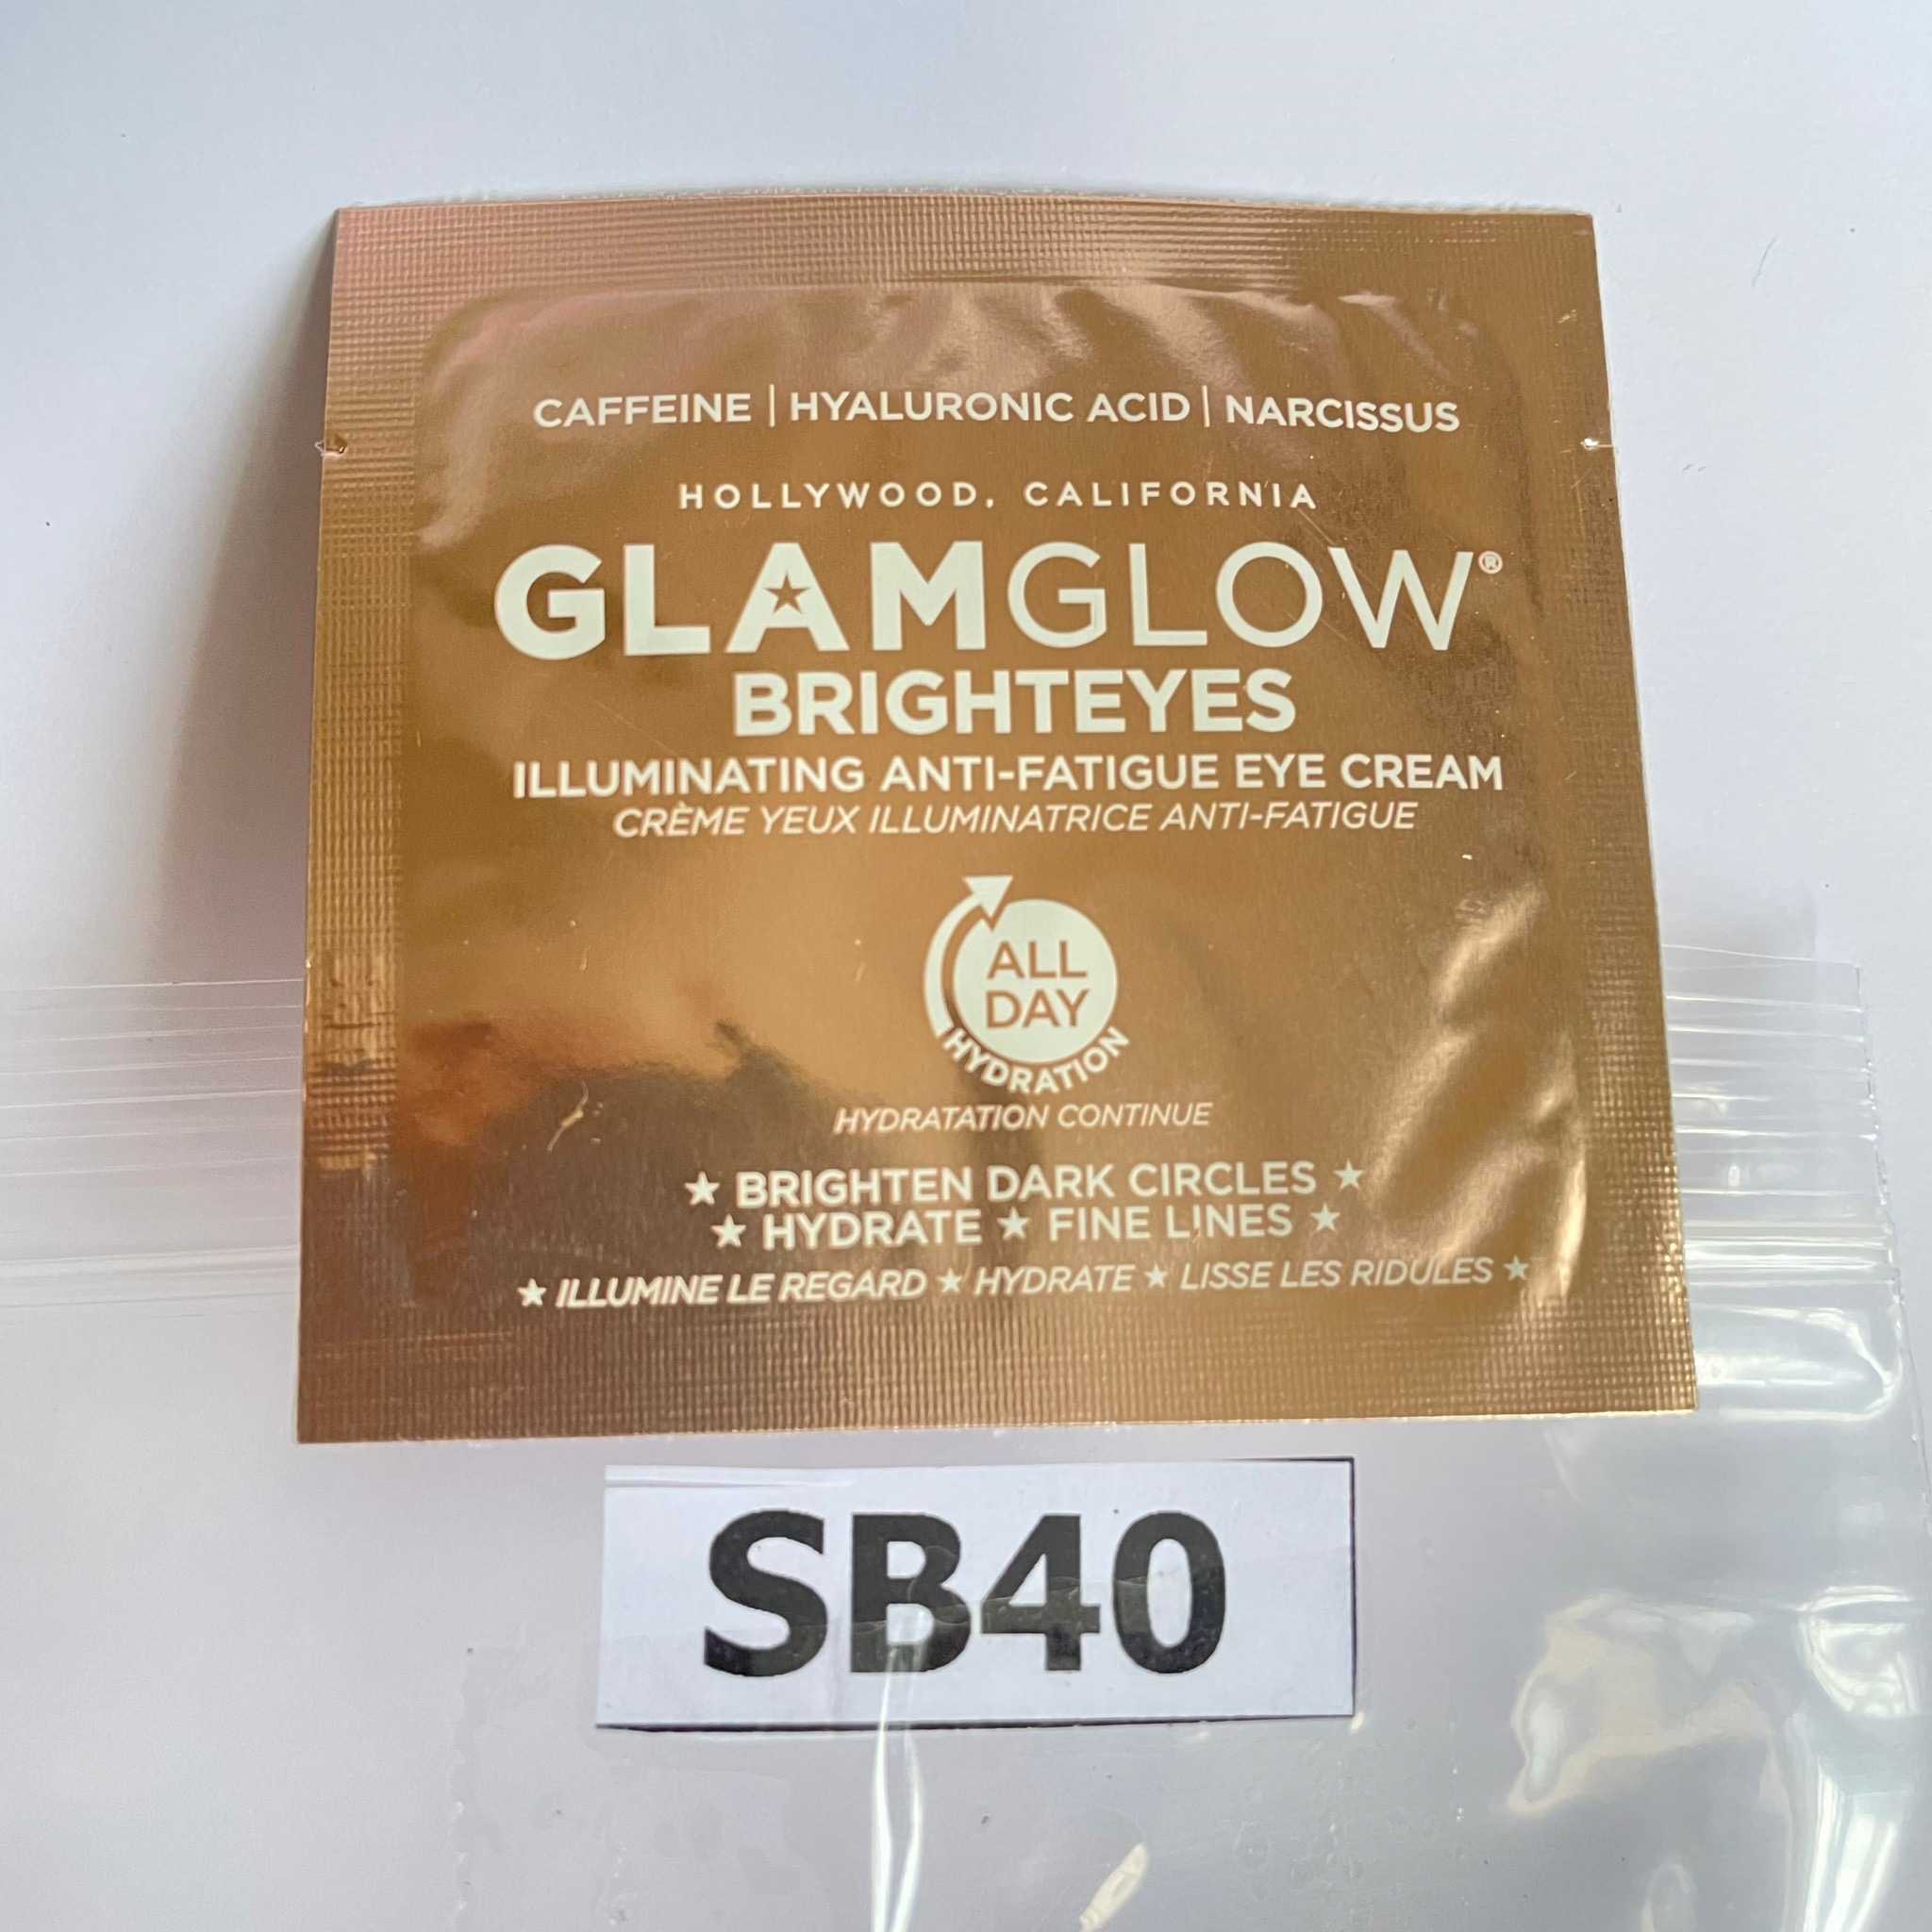 CAFFEINE | HYALURONIC ACID | NARCISSUS
HOLLYWOOD, CALIFORNIA
GLAMGLOW®
BRIGHTEYES
ILLUMINATING ANTI-FATIGUE EYE CREAM
CRÈME YEUX ILLUMINATRICE ANTI-FATIGUE
ALL
DAY
HYDRATION
HYDRATATION CONTINUE
★ BRIGHTEN DARK CIRCLES ★
★ HYDRATE ★ FINE LINES ★
★ ILLUMINE LE REGARD ★ HYDRATE ★ LISSE LES RIDULES ★
SB40